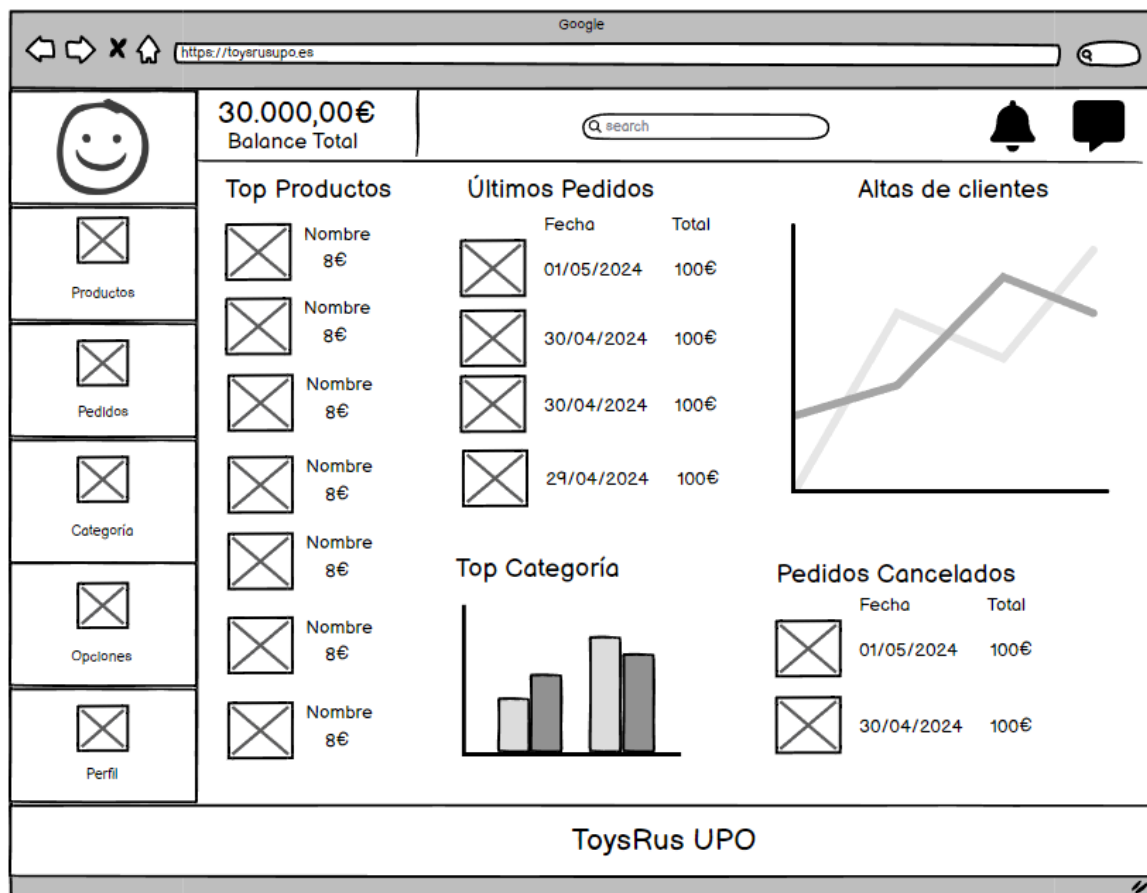 Google
https://toysrusupo.es
30.000,00€
Balance Total
search
Productos
Pedidos
Categoría
Opciones
Perfil
Top Productos
Nombre
8€
Nombre
8€
Nombre
8€
Nombre
8€
Nombre
8€
Nombre
8€
Nombre
8€
Últimos Pedidos
Fecha Total
01/05/2024 100€
30/04/2024 100€
30/04/2024 100€
29/04/2024 100€
Altas de clientes
Top Categoría
Pedidos Cancelados
Fecha Total
01/05/2024 100€
30/04/2024 100€
ToysRus UPO